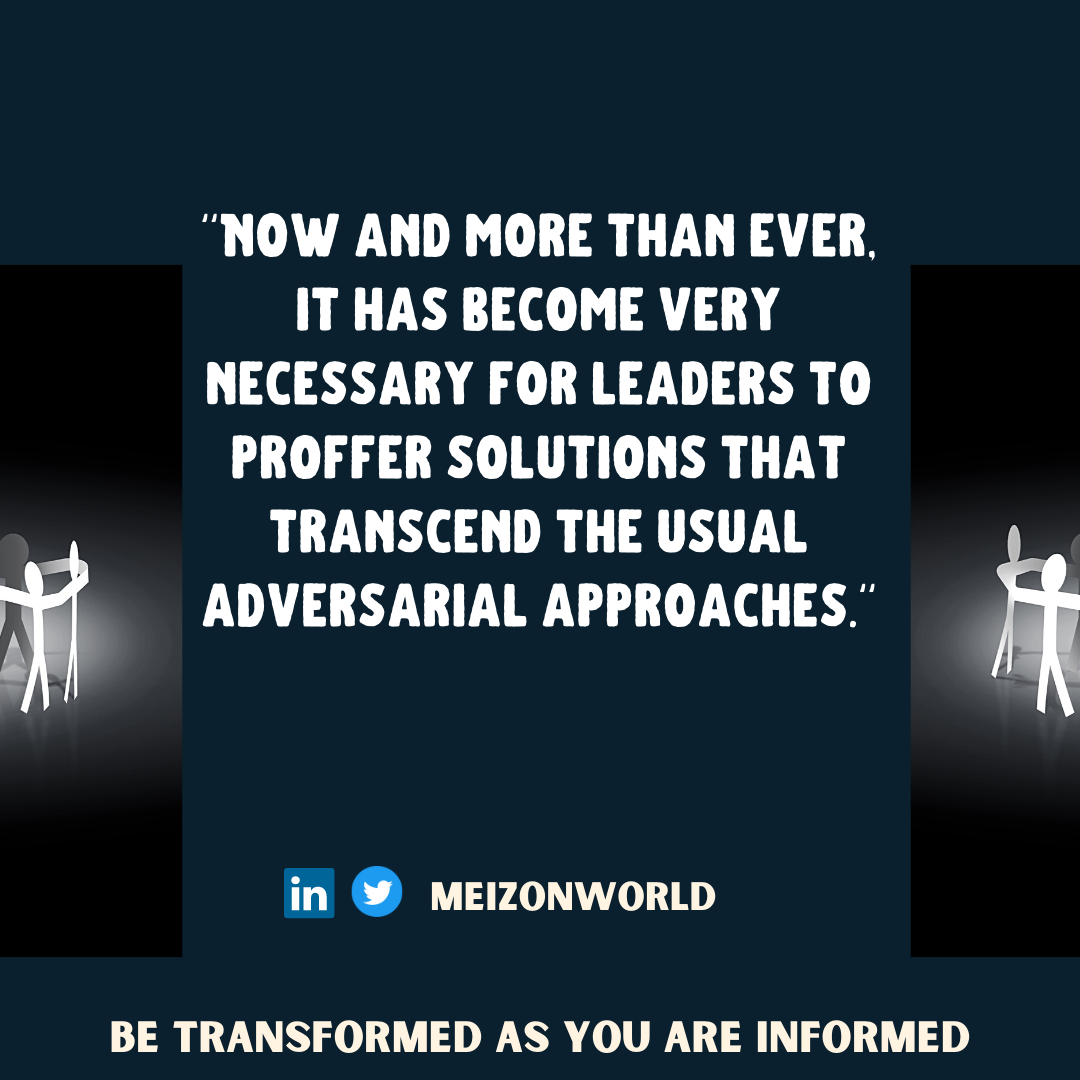 "NOW AND MORE THAN EVER,
IT HAS BECOME VERY
NECESSARY FOR LEADERS TO
PROFFER SOLUTIONS THAT
TRANSCEND THE USUAL
ADVERSARIAL APPROACHES."
in MEIZONWORLD
BE TRANSFORMED AS YOU ARE INFORMED